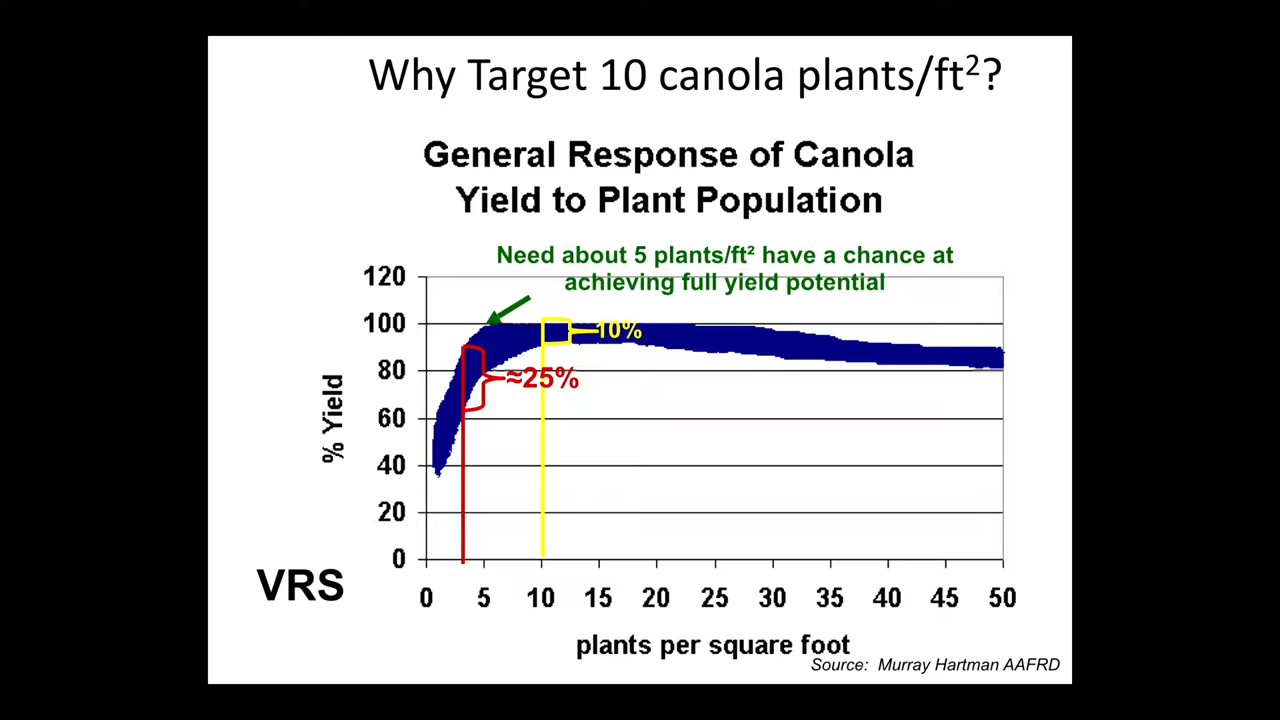 Why Target 10 canola plants/ft²?
General Response of Canola
Yield to Plant Population
Need about 5 plants/ft² have a chance at
achieving full yield potential
120
100
80
60
40
20
0
% Yield
10%
≈25%
VRS
0 5 10 15 20 25 30 35 40 45 50
plants per square foot
Source: Murray Hartman AAFRD